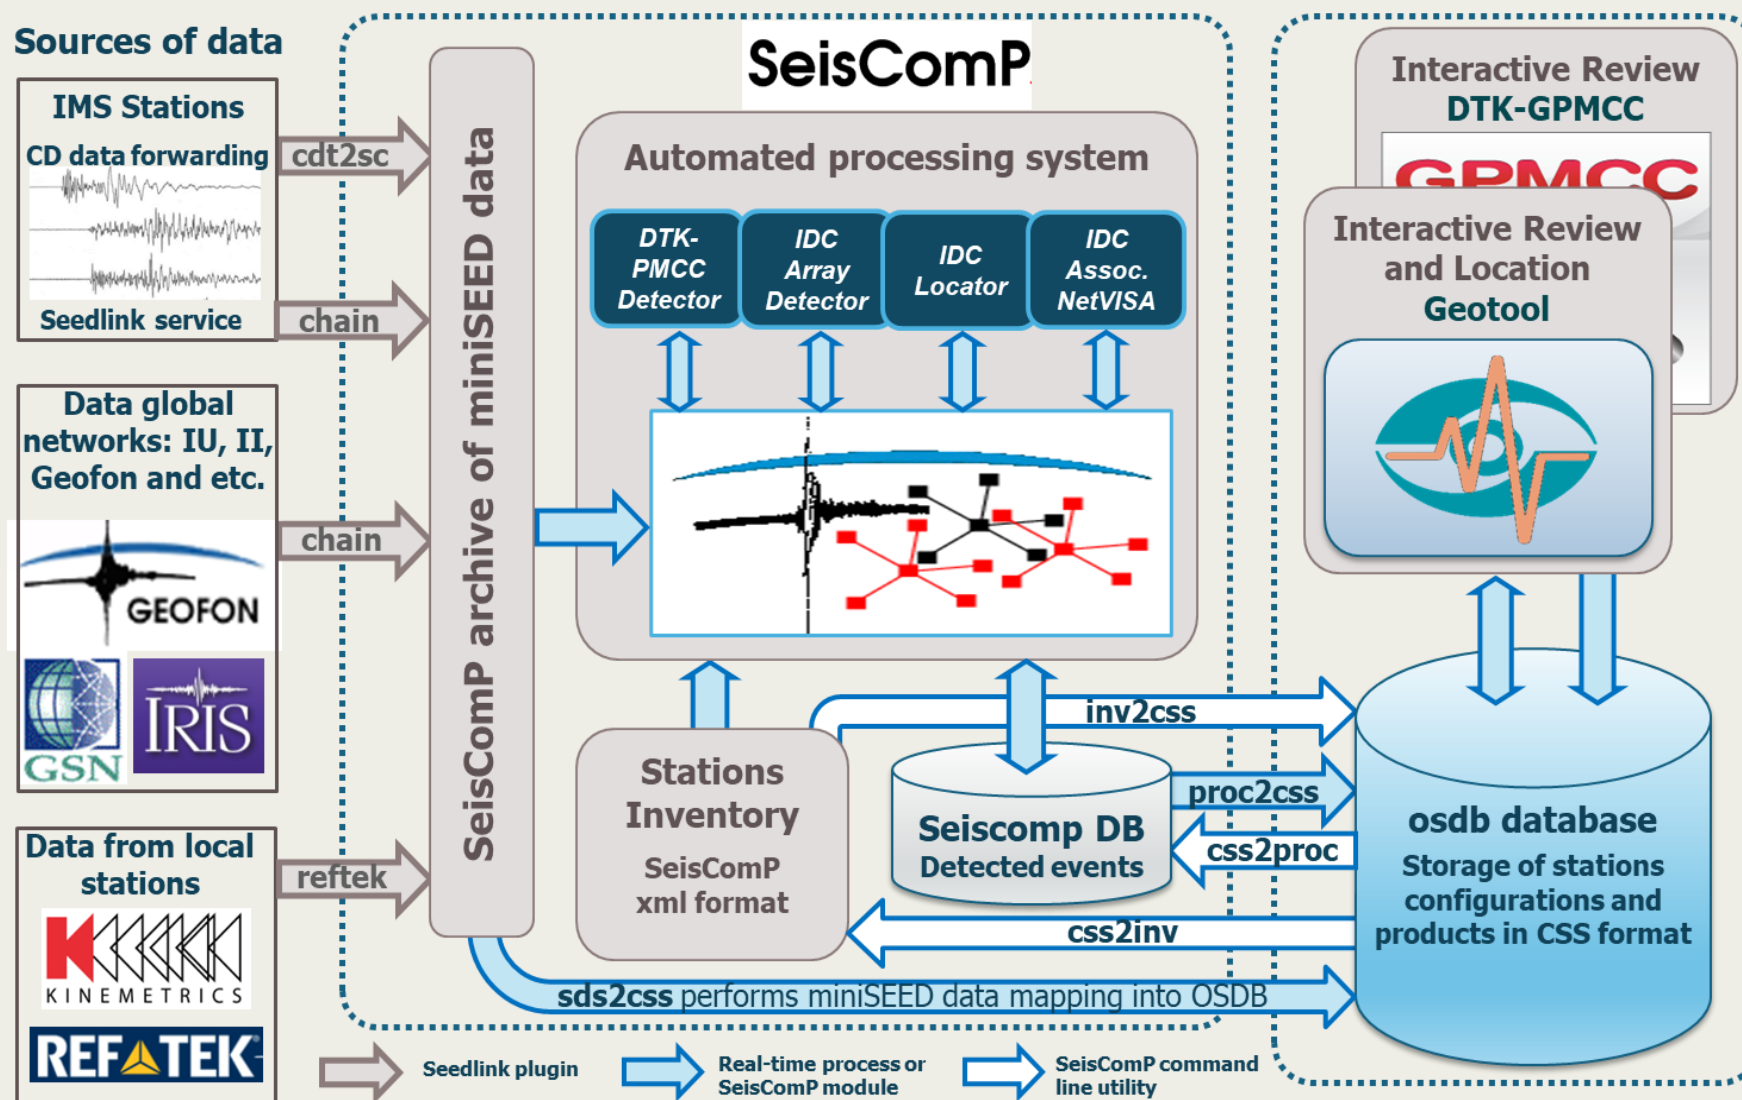 Sources of data
IMS Stations
CD data forwarding
Seedlink service
cdt2sc
chain
Data global
networks: IU, II,
Geofon and etc.
GEOFON
GSN
IRIS
chain
Data from local
stations
KINEMETRICS
REF TEK
reftek
SeisComP archive of miniSEED data
SeisComP
Automated processing system
DTK-
PMCC
Detector
IDC
Array
Detector
IDC
Locator
IDC
Assoc.
NetVISA
Stations
Inventory
SeisComP
xml format
Seiscomp DB
Detected events
inv2css
proc2css
css2proc
css2inv
sds2css performs miniSEED data mapping into OSDB
Interactive Review
DTK-GPMCC
GPMCC
Interactive Review
and Location
Geotool
osdb database
Storage of stations
configurations and
products in CSS format
Seedlink plugin
Real-time process or
SeisComP module
SeisComP command
line utility